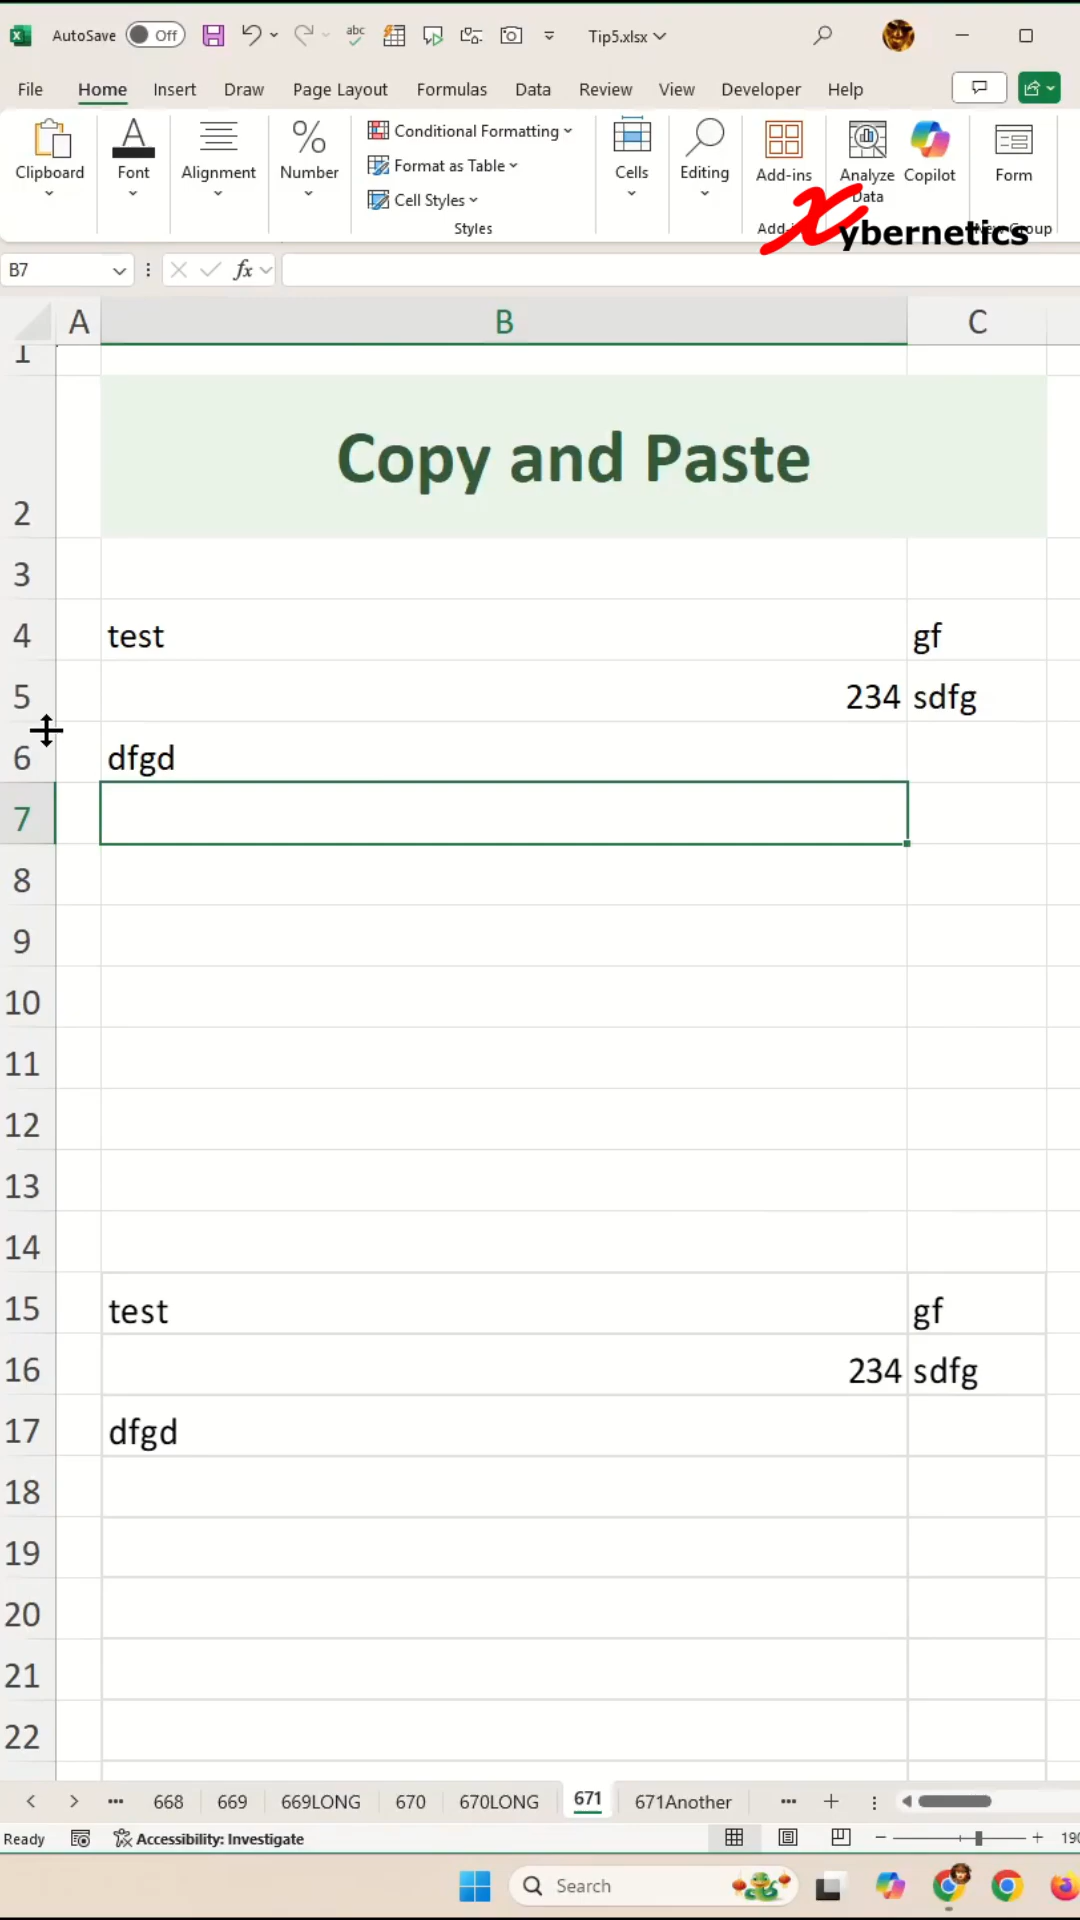 AutoSave Off abc Tip5.xlsx
File Home Insert Draw Page Layout Formulas Data Review View Developer Help
Clipboard Font Alignment Number Conditional Formatting Format as Table Cell Styles Styles Cells Editing Add-ins Analyze Data Copilot Form
Xybernetics
B7 fx
A B C
1
2 Copy and Paste
3
4 test gf
5 234 sdfg
6 dfgd
7
8
9
10
11
12
13
14
15 test gf
16 234 sdfg
17 dfgd
18
19
20
21
22
668 669 669LONG 670 670LONG 671 671Another
Ready Accessibility: Investigate
Search